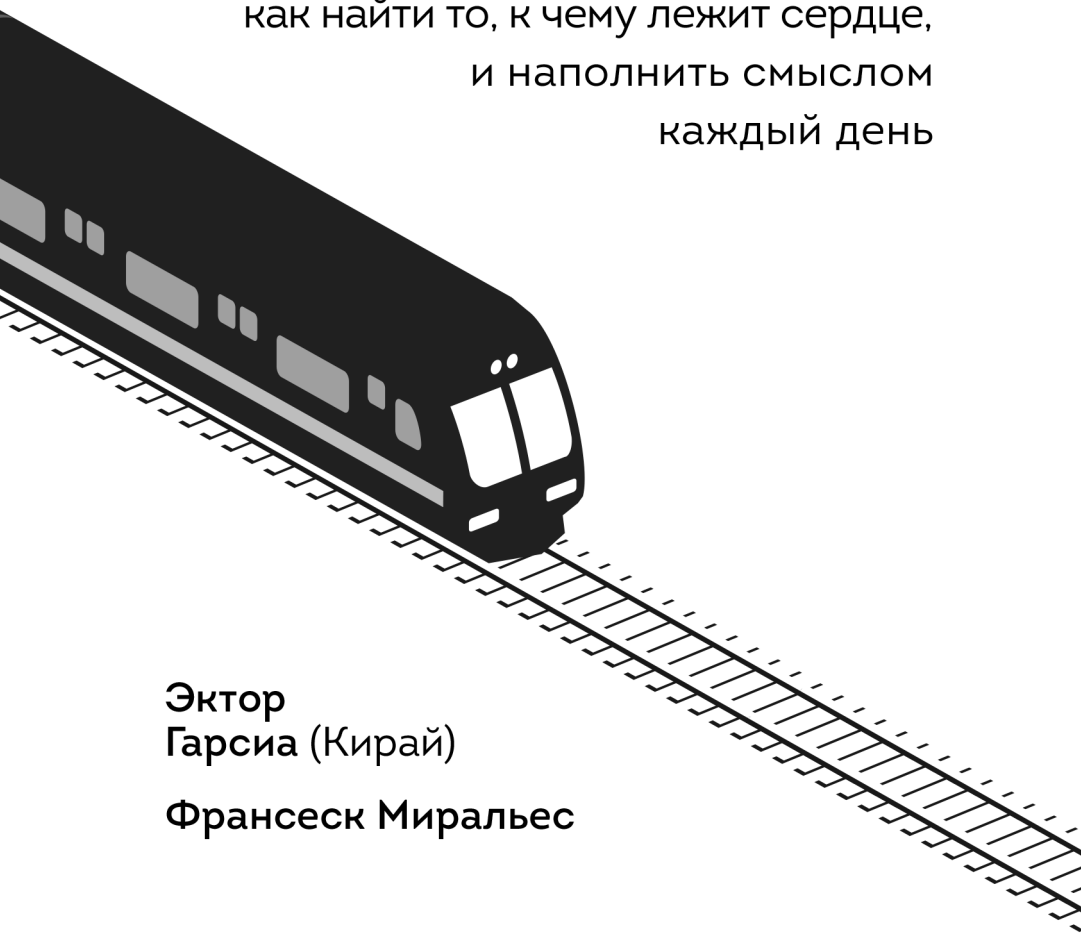 как найти то, к чему лежит сердце,
и наполнить смыслом
каждый день
Эктор
Гарсиа (Кирай)
Франсеск Миральес